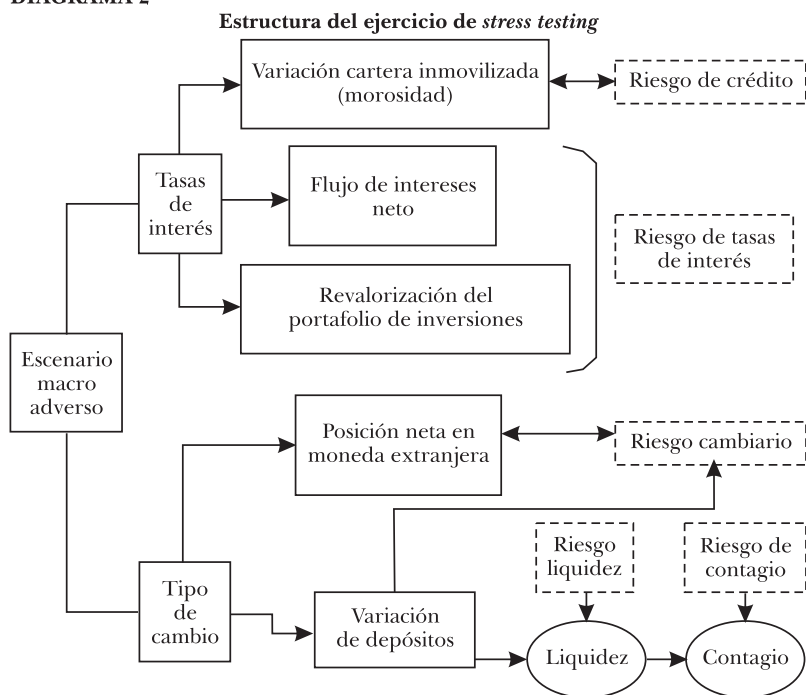 DIAGRAMA 2
Estructura del ejercicio de stress testing
Variación cartera inmovilizada
(morosidad)
Riesgo de crédito
Tasas
de
interés
Flujo de intereses
neto
Riesgo de tasas
de interés
Revalorización del
portafolio de inversiones
Escenario
macro
adverso
Posición neta en
moneda extranjera
Riesgo cambiario
Riesgo
liquidez
Riesgo de
contagio
Tipo
de
cambio
Variación
de depósitos
Liquidez
Contagio